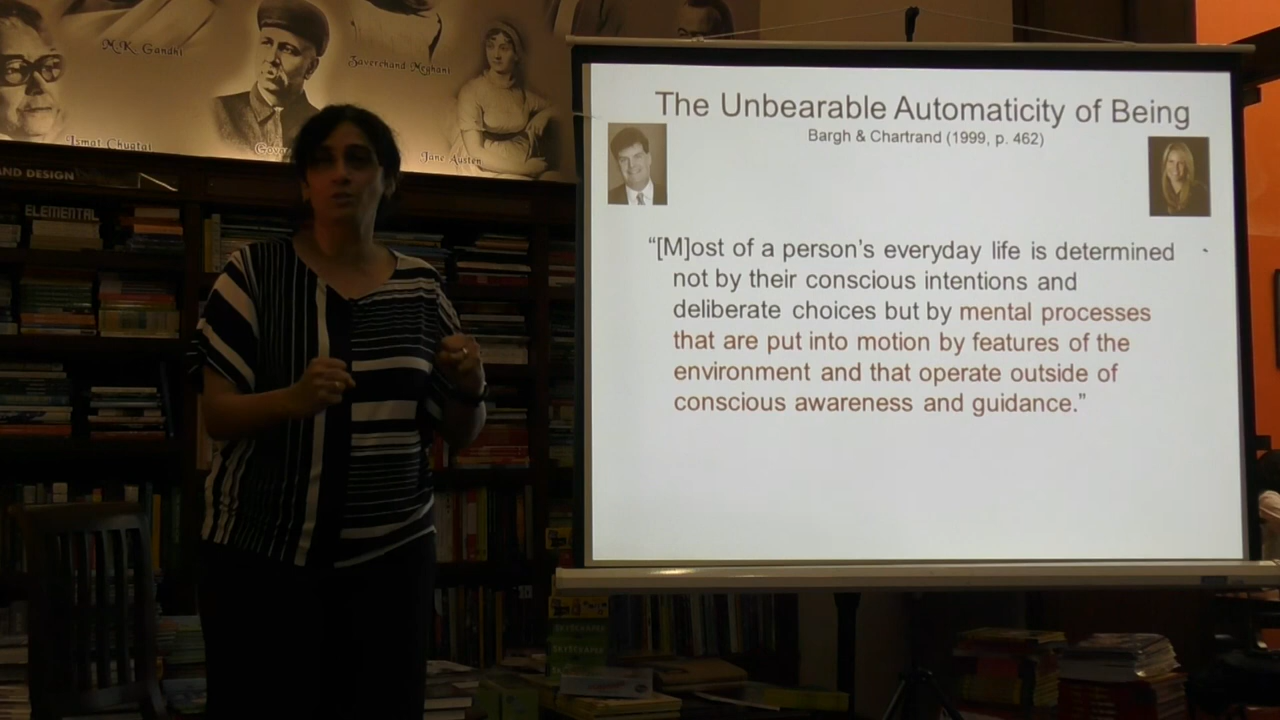 M.K. Gandhi
Zaverchand Meghani
Ismat Chugtai
Jane Austen
AND DESIGN
ELEMENTAL
The Unbearable Automaticity of Being
Bargh & Chartrand (1999, p. 462)
“[M]ost of a person’s everyday life is determined
not by their conscious intentions and
deliberate choices but by mental processes
that are put into motion by features of the
environment and that operate outside of
conscious awareness and guidance.”